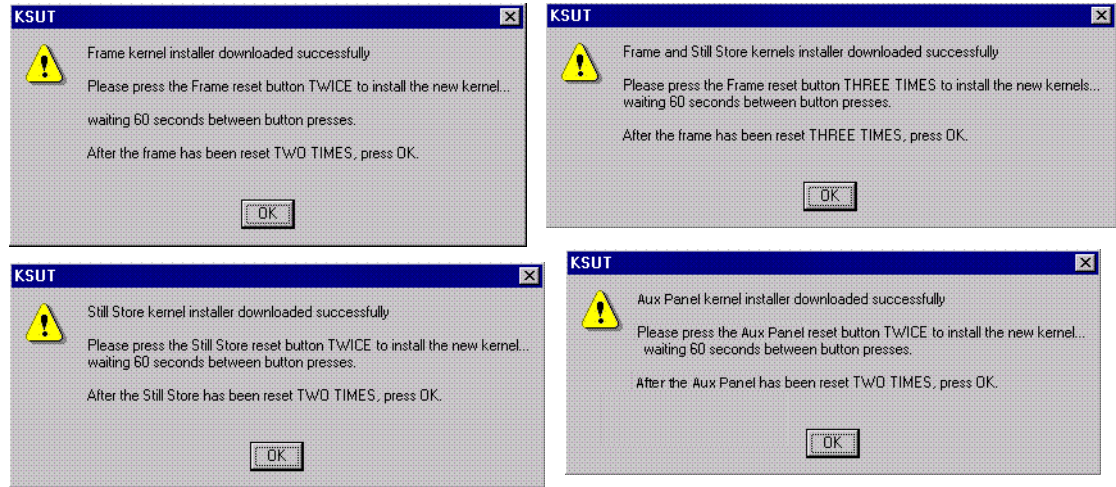 KSUT
Frame kernel installer downloaded successfully
Please press the Frame reset button TWICE to install the new kernel...
waiting 60 seconds between button presses.
After the frame has been reset TWO TIMES, press OK.
OK
KSUT
Frame and Still Store kernels installer downloaded successfully
Please press the Frame reset button THREE TIMES to install the new kernels...
waiting 60 seconds between button presses.
After the frame has been reset THREE TIMES, press OK.
OK
KSUT
Still Store kernel installer downloaded successfully
Please press the Still Store reset button TWICE to install the new kernel...
waiting 60 seconds between button presses.
After the Still Store has been reset TWO TIMES, press OK.
OK
KSUT
Aux Panel kernel installer downloaded successfully
Please press the Aux Panel reset button TWICE to install the new kernel...
waiting 60 seconds between button presses.
After the Aux Panel has been reset TWO TIMES, press OK.
OK